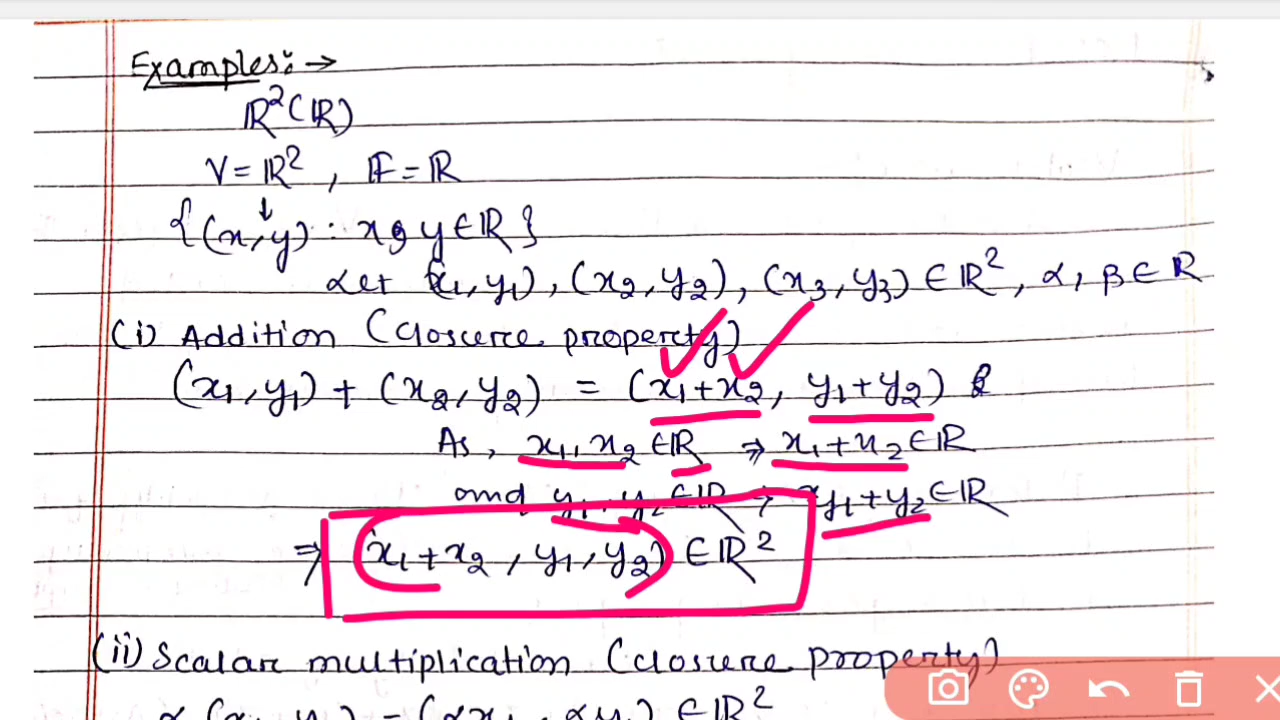 Examples: →
ℝ²(ℝ)
V = ℝ², F = ℝ
↓
{(x, y) : x, y ∈ ℝ}
Let (x₁, y₁), (x₂, y₂), (x₃, y₃) ∈ ℝ², α, β ∈ ℝ
(i) Addition (Closure property)
(x₁, y₁) + (x₂, y₂) = (x₁+x₂, y₁+y₂)
As, x₁, x₂ ∈ ℝ ⇒ x₁+x₂ ∈ ℝ
and y₁, y₂ ∈ ℝ ⇒ y₁+y₂ ∈ ℝ
⇒ (x₁+x₂, y₁, y₂) ∈ ℝ²
(ii) Scalar multiplication (closure property)